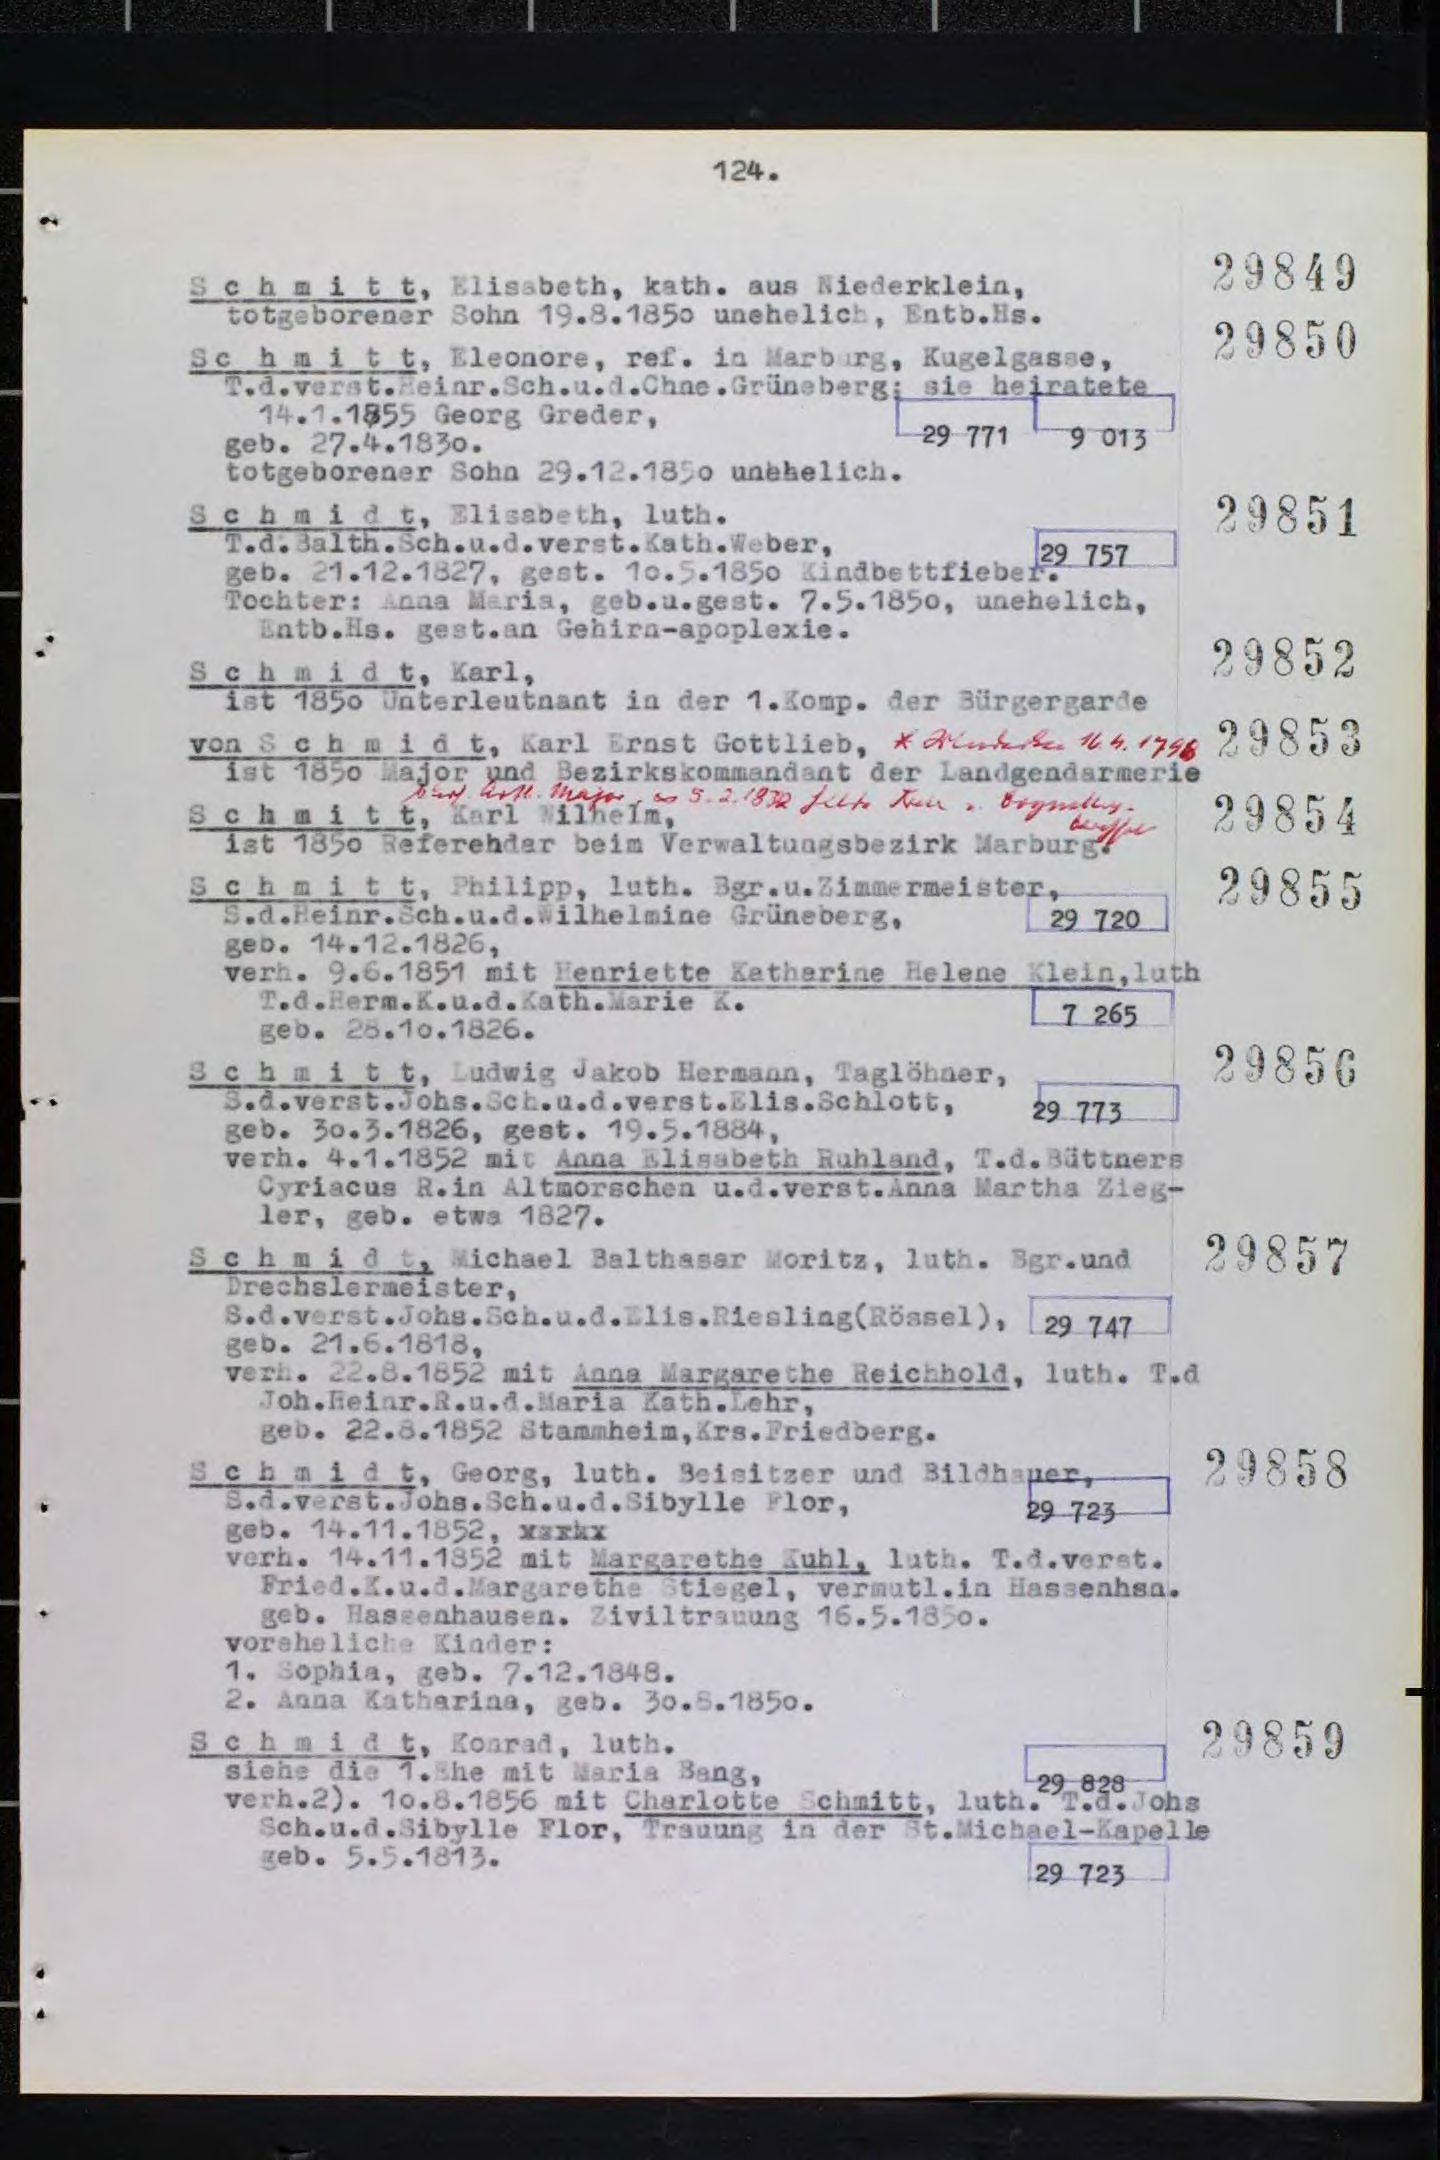 124.
29849
S c h m i t t, Elisabeth, kath. aus Niederklein,
totgeborener Sohn 19.8.185o unehelich, Entb.Hs.
29850
Sc h m i t t, Eleonore, ref. in Marburg, Kugelgasse,
T.d.verst.Heinr.Sch.u.d.Chne.Grüneberg; sie heiratete
14.1.1855 Georg Greder,
29 771 9 013
geb. 27.4.183o.
totgeborener Sohn 29.12.185o unehelich.
29851
S c h m i d t, Elisabeth, luth.
T.d.Balth.Sch.u.d.verst.Kath.Weber,
29 757
geb. 21.12.1827, gest. 1o.5.185o Kindbettfieber.
Tochter: Anna Maria, geb.u.gest. 7.5.185o, unehelich,
Entb.Hs. gest.an Gehirn-apoplexie.
29852
S c h m i d t, Karl,
ist 185o Unterleutnant in der 1.Komp. der Bürgergarde
29853
von S c h m i d t, Karl Ernst Gottlieb, * 16.4.1796
ist 185o Major und Bezirkskommandant der Landgendarmerie
Major, 5.2.1832
29854
S c h m i t t, Karl Wilhelm,
ist 185o Referehdar beim Verwaltungsbezirk Marburg.
29855
S c h m i t t, Philipp, luth. Bgr.u.Zimmermeister,
S.d.Heinr.Sch.u.d.Wilhelmine Grüneberg,
29 720
geb. 14.12.1826,
verh. 9.6.1851 mit Henriette Katharine Helene Klein,luth
T.d.Herm.K.u.d.Kath.Marie K.
7 265
geb. 28.1o.1826.
29856
S c h m i t t, Ludwig Jakob Hermann, Taglöhner,
S.d.verst.Johs.Sch.u.d.verst.Elis.Schlott,
29 773
geb. 3o.3.1826, gest. 19.5.1884,
verh. 4.1.1852 mit Anna Elisabeth Ruhland, T.d.Büttners
Cyriacus R.in Altmorschen u.d.verst.Anna Martha Zieg-
ler, geb. etwa 1827.
29857
S c h m i d t, Michael Balthasar Moritz, luth. Bgr.und
Drechslermeister,
S.d.verst.Johs.Sch.u.d.Elis.Riesling(Rössel),
29 747
geb. 21.6.1818,
verh. 22.8.1852 mit Anna Margarethe Reichhold, luth. T.d
Joh.Heinr.R.u.d.Maria Kath.Lehr,
geb. 22.8.1852 Stammheim,Krs.Friedberg.
29858
S c h m i d t, Georg, luth. Beisitzer und Bildhauer,
S.d.verst.Johs.Sch.u.d.Sibylle Flor,
29 723
geb. 14.11.1852,
verh. 14.11.1852 mit Margarethe Kuhl, luth. T.d.verst.
Fried.K.u.d.Margarethe Stiegel, vermutl.in Hassenhsn.
geb. Hassenhausen. Ziviltrauung 16.5.185o.
voreheliche Kinder:
1. Sophia, geb. 7.12.1848.
2. Anna Katharina, geb. 3o.8.185o.
29859
S c h m i d t, Konrad, luth.
siehe die 1.Ehe mit Maria Bang,
29 828
verh.2). 1o.8.1856 mit Charlotte Schmitt, luth. T.d.Johs
Sch.u.d.Sibylle Flor, Trauung in der St.Michael-Kapelle
geb. 5.5.1813.
29 723